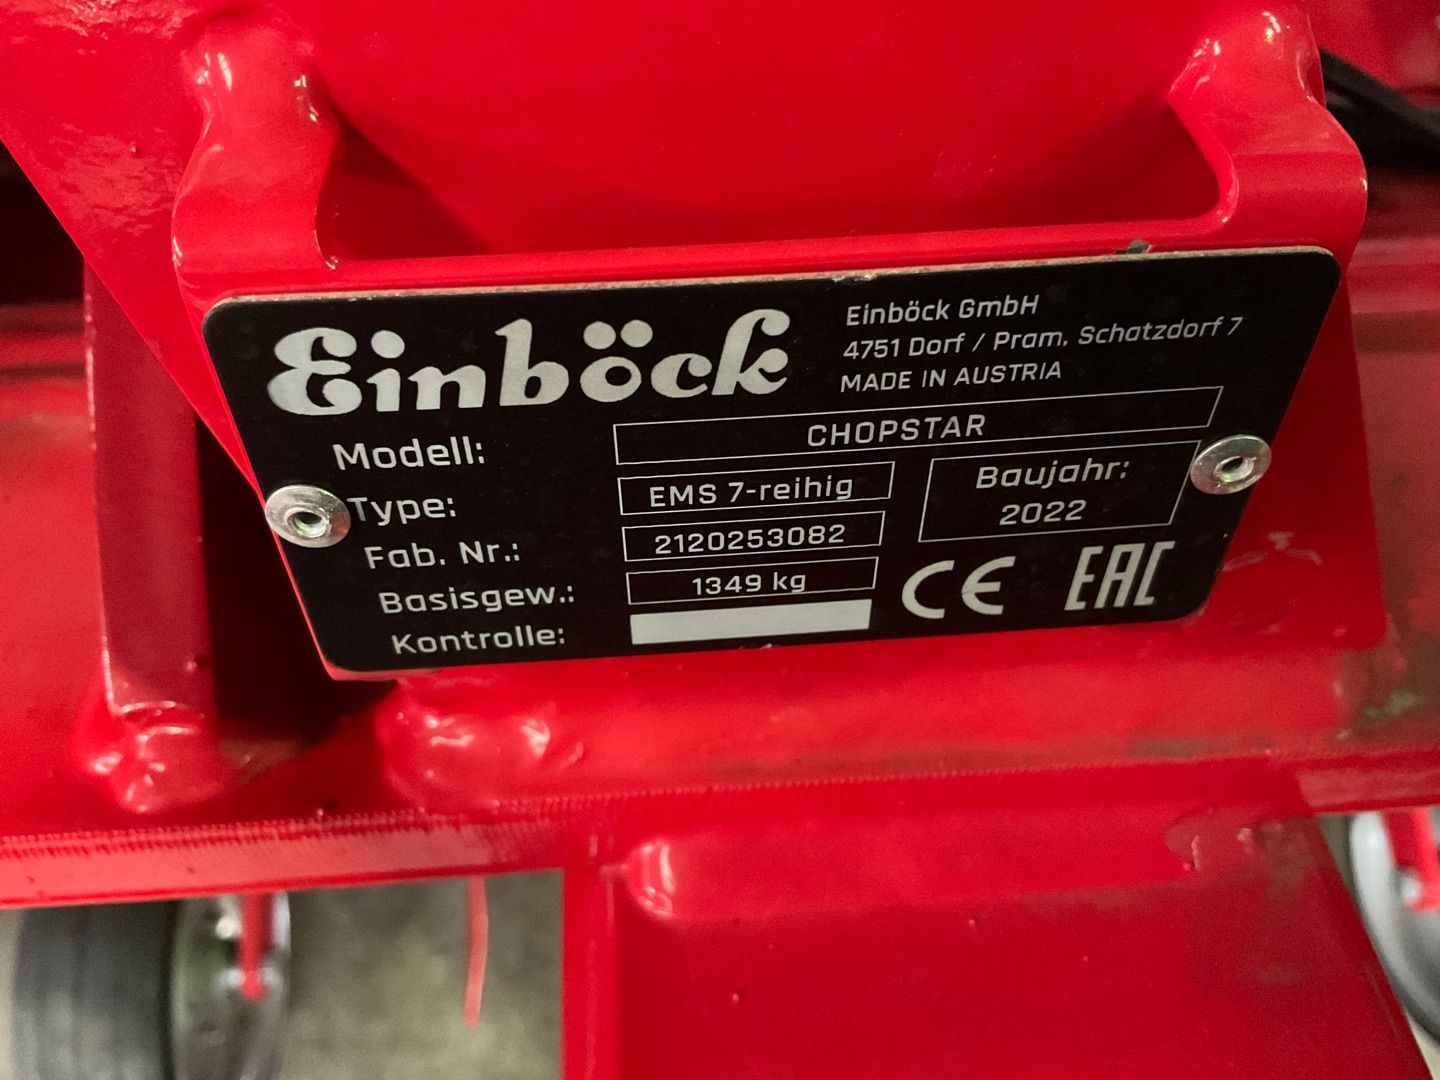 Einböck
Einböck GmbH
4751 Dorf / Pram, Schatzdorf 7
MADE IN AUSTRIA
Modell: CHOPSTAR
Type: EMS 7-reihig
Baujahr:
2022
Fab. Nr.: 2120253082
Basisgew.: 1349 kg
Kontrolle:
CE EAC